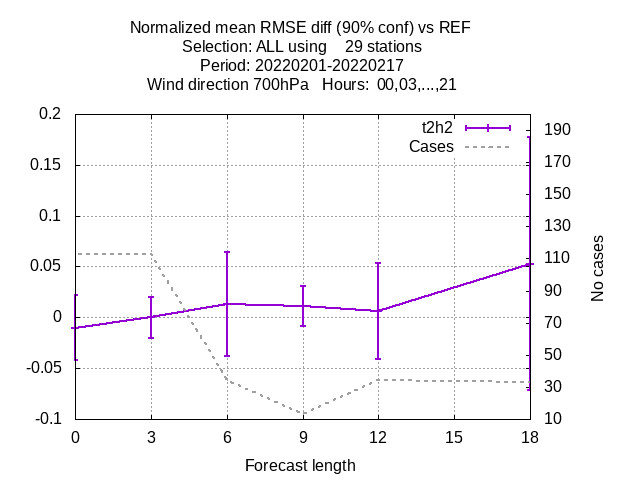 Normalized mean RMSE diff (90% conf) vs REF
Selection: ALL using    29 stations
Period: 20220201-20220217
Wind direction 700hPa   Hours:  00,03,...,21
t2h2
Cases
0.2
0.15
0.1
0.05
0
-0.05
-0.1
190
170
150
130
110
90
70
50
30
10
No cases
0 3 6 9 12 15 18
Forecast length